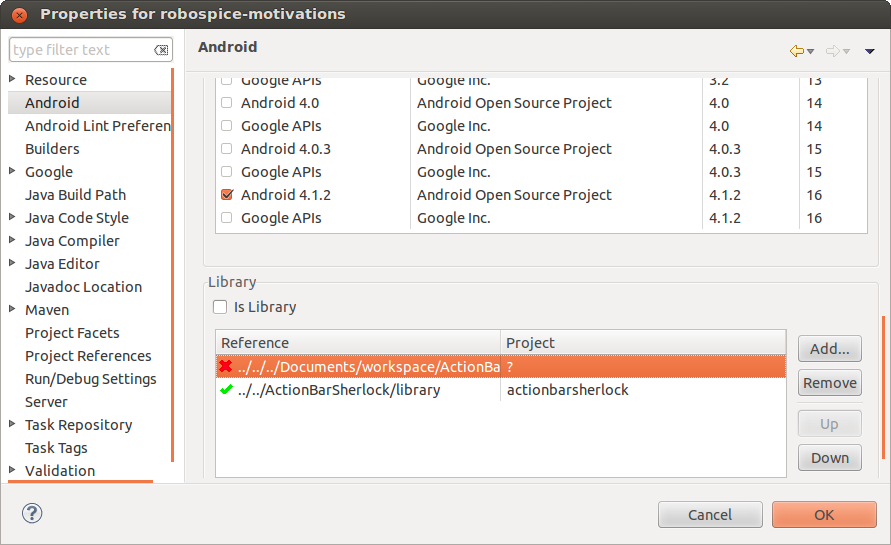 Properties for robospice-motivations
type filter text
Resource
Android
Android Lint Preferen
Builders
Google
Java Build Path
Java Code Style
Java Compiler
Java Editor
Javadoc Location
Maven
Project Facets
Project References
Run/Debug Settings
Server
Task Repository
Task Tags
Validation
Android
Google APIs Google Inc. 3.2 13
Android 4.0 Android Open Source Project 4.0 14
Google APIs Google Inc. 4.0 14
Android 4.0.3 Android Open Source Project 4.0.3 15
Google APIs Google Inc. 4.0.3 15
Android 4.1.2 Android Open Source Project 4.1.2 16
Google APIs Google Inc. 4.1.2 16
Library
Is Library
Reference Project
../../../Documents/workspace/ActionBa ?
../../ActionBarSherlock/library actionbarsherlock
Add...
Remove
Up
Down
?
Cancel OK